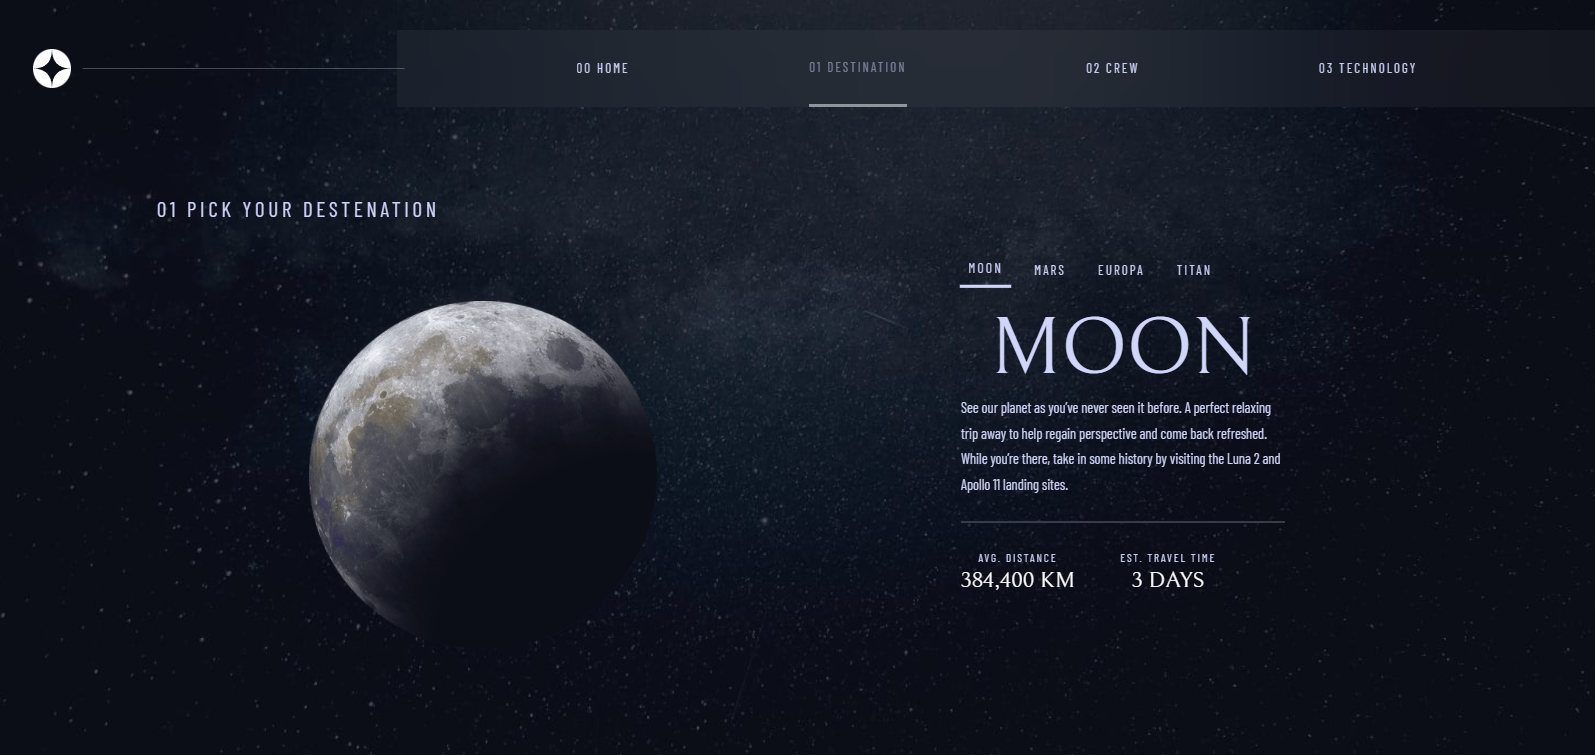 00 HOME
01 DESTINATION
02 CREW
03 TECHNOLOGY
01 PICK YOUR DESTENATION
MOON
MARS
EUROPA
TITAN
MOON
See our planet as you’ve never seen it before. A perfect relaxing
trip away to help regain perspective and come back refreshed.
While you’re there, take in some history by visiting the Luna 2 and
Apollo 11 landing sites.
AVG. DISTANCE
384,400 KM
EST. TRAVEL TIME
3 DAYS